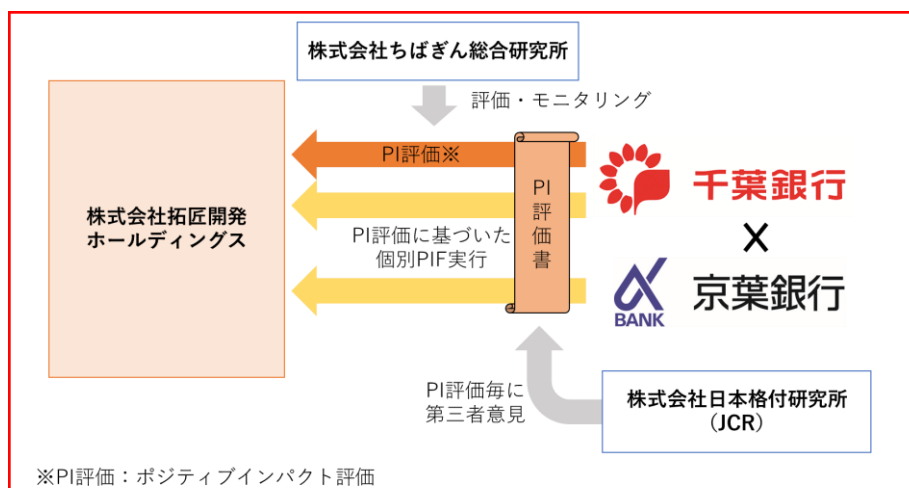 株式会社ちばぎん総合研究所
評価・モニタリング
PI評価※
株式会社拓匠開発
ホールディングス
PI評価に基づいた
個別PIF実行
PI評価書
千葉銀行
×
BANK
京葉銀行
PI評価毎に
第三者意見
株式会社日本格付研究所
（JCR）
※PI評価：ポジティブインパクト評価